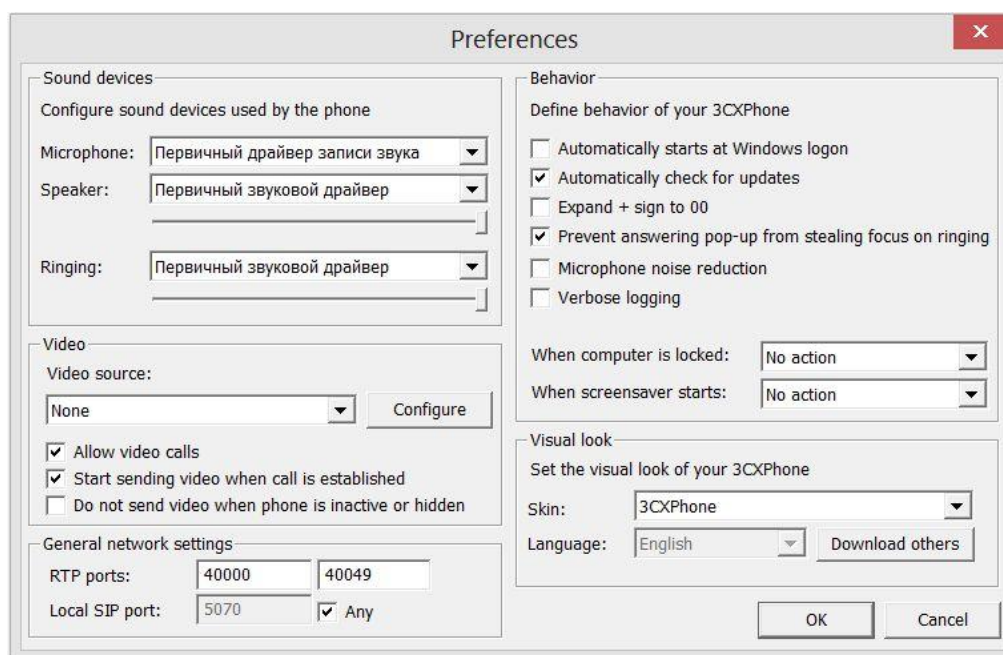 Preferences
Sound devices
Configure sound devices used by the phone
Microphone: Первичный драйвер записи звука
Speaker: Первичный звуковой драйвер
Ringing: Первичный звуковой драйвер
Video
Video source:
None Configure
Allow video calls
Start sending video when call is established
Do not send video when phone is inactive or hidden
General network settings
RTP ports: 40000 40049
Local SIP port: 5070 Any
Behavior
Define behavior of your 3CXPhone
Automatically starts at Windows logon
Automatically check for updates
Expand + sign to 00
Prevent answering pop-up from stealing focus on ringing
Microphone noise reduction
Verbose logging
When computer is locked: No action
When screensaver starts: No action
Visual look
Set the visual look of your 3CXPhone
Skin: 3CXPhone
Language: English Download others
OK Cancel